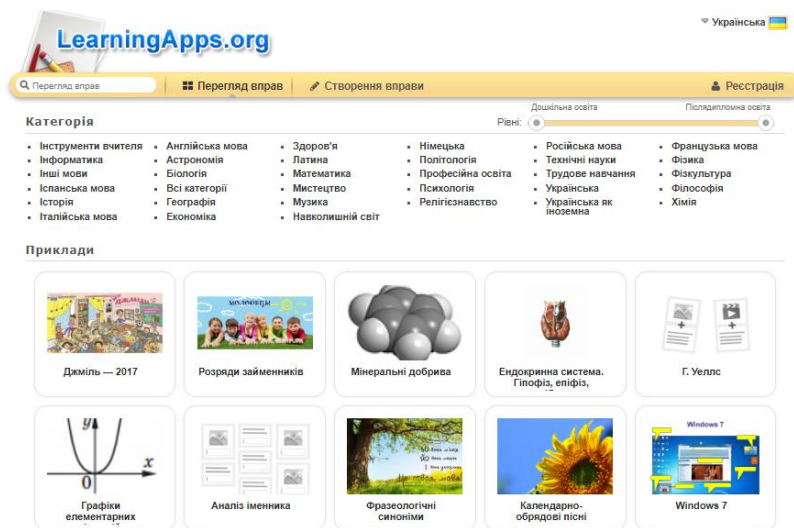 LearningApps.org
Українська
Перегляд вправ
Перегляд вправ
Створення вправи
Реєстрація
Категорія
Рівні:
Дошкільна освіта
Післядипломна освіта
Інструменти вчителя
Інформатика
Інші мови
Іспанська мова
Історія
Італійська мова
Англійська мова
Астрономія
Біологія
Всі категорії
Географія
Економіка
Здоров'я
Латина
Математика
Мистецтво
Музика
Навколишній світ
Німецька
Політологія
Професійна освіта
Психологія
Релігієзнавство
Російська мова
Технічні науки
Трудове навчання
Українська
Українська як
іноземна
Французька мова
Фізика
Фізкультура
Філософія
Хімія
Приклади
Джміль — 2017
Розряди займенників
Мінеральні добрива
Ендокринна система.
Гіпофіз, епіфіз,
Г. Уеллс
y
0
x
Графіки
елементарних
Аналіз іменника
Фразеологічні
синоніми
Календарно-
обрядові пісні
Windows 7
Windows 7